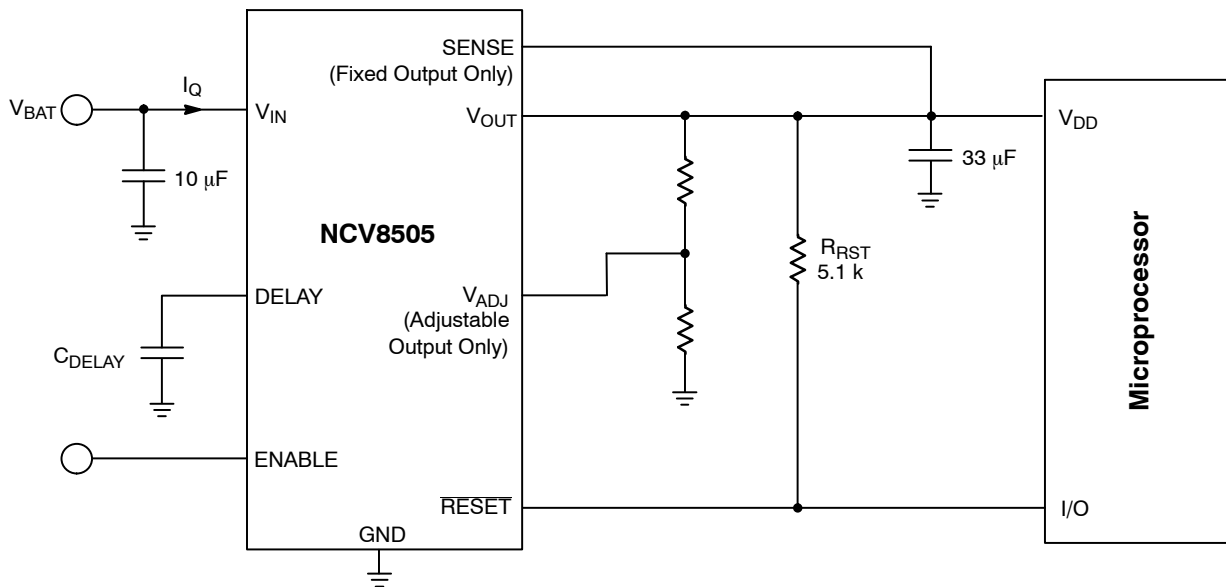 SENSE
(Fixed Output Only)
V_BAT
I_Q
V_IN
V_OUT
V_DD
10 μF
33 μF
NCV8505
R_RST
5.1 k
DELAY
V_ADJ
(Adjustable
Output Only)
C_DELAY
Microprocessor
ENABLE
R̅E̅S̅E̅T̅
I/O
GND